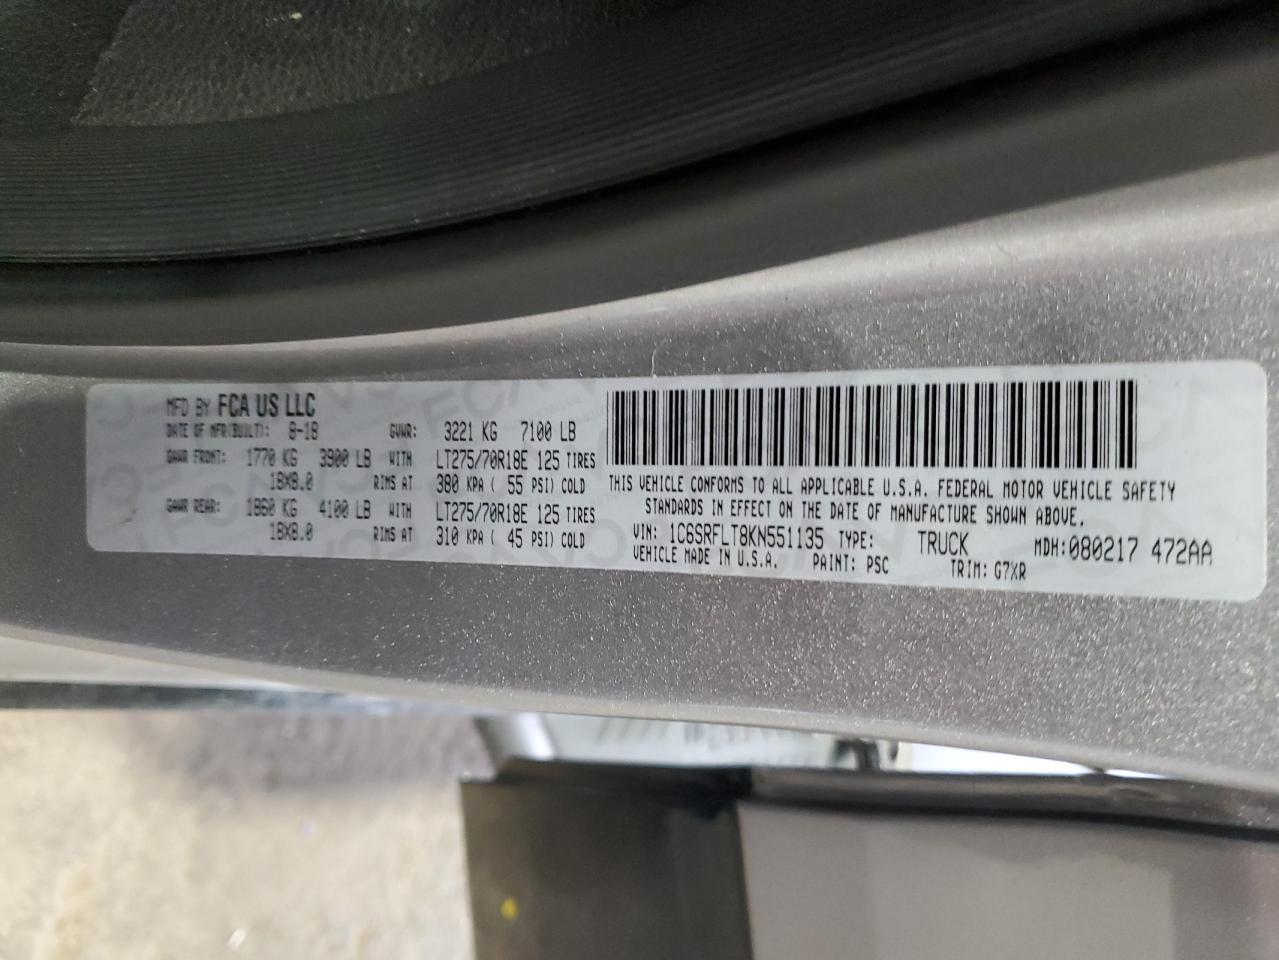 MFD BY FCA US LLC
DATE OF MFR(BUILT): 8-18 GVWR: 3221 KG 7100 LB
GAWR FRONT: 1770 KG 3900 LB WITH LT275/70R18E 125 TIRES
18X8.0 RIMS AT 380 KPA ( 55 PSI) COLD
GAWR REAR: 1860 KG 4100 LB WITH LT275/70R18E 125 TIRES
18X8.0 RIMS AT 310 KPA ( 45 PSI) COLD
THIS VEHICLE CONFORMS TO ALL APPLICABLE U.S.A. FEDERAL MOTOR VEHICLE SAFETY
STANDARDS IN EFFECT ON THE DATE OF MANUFACTURE SHOWN ABOVE.
VIN: 1C6SRFLT8KN551135 TYPE: TRUCK MDH:080217 472AA
VEHICLE MADE IN U.S.A. PAINT: PSC TRIM: G7XR